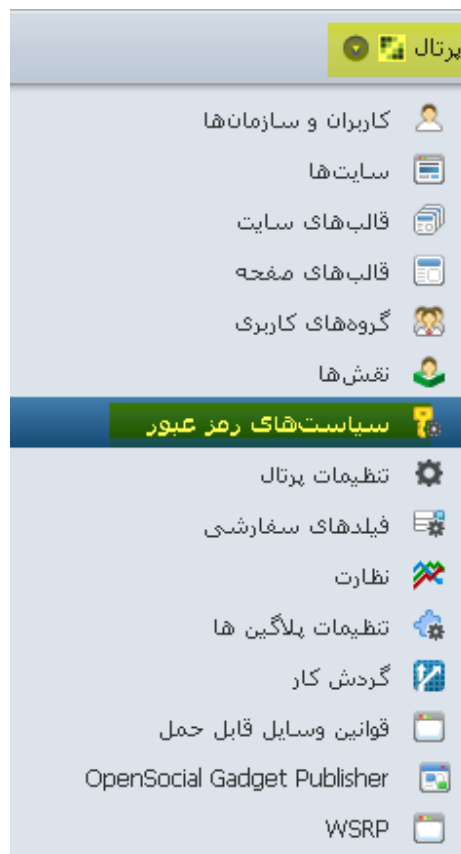 پرتال
کاربران و سازمان‌ها
سایت‌ها
قالب‌های سایت
قالب‌های صفحه
گروه‌های کاربری
نقش‌ها
سیاست‌های رمز عبور
تنظیمات پرتال
فیلدهای سفارشی
نظارت
تنظیمات پلاگین ها
گردش کار
قوانین وسایل قابل حمل
OpenSocial Gadget Publisher
WSRP